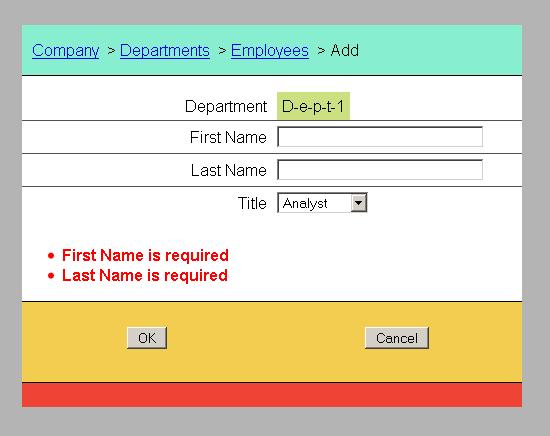 Company > Departments > Employees > Add
Department D-e-p-t-1
First Name
Last Name
Title Analyst
• First Name is required
• Last Name is required
OK Cancel